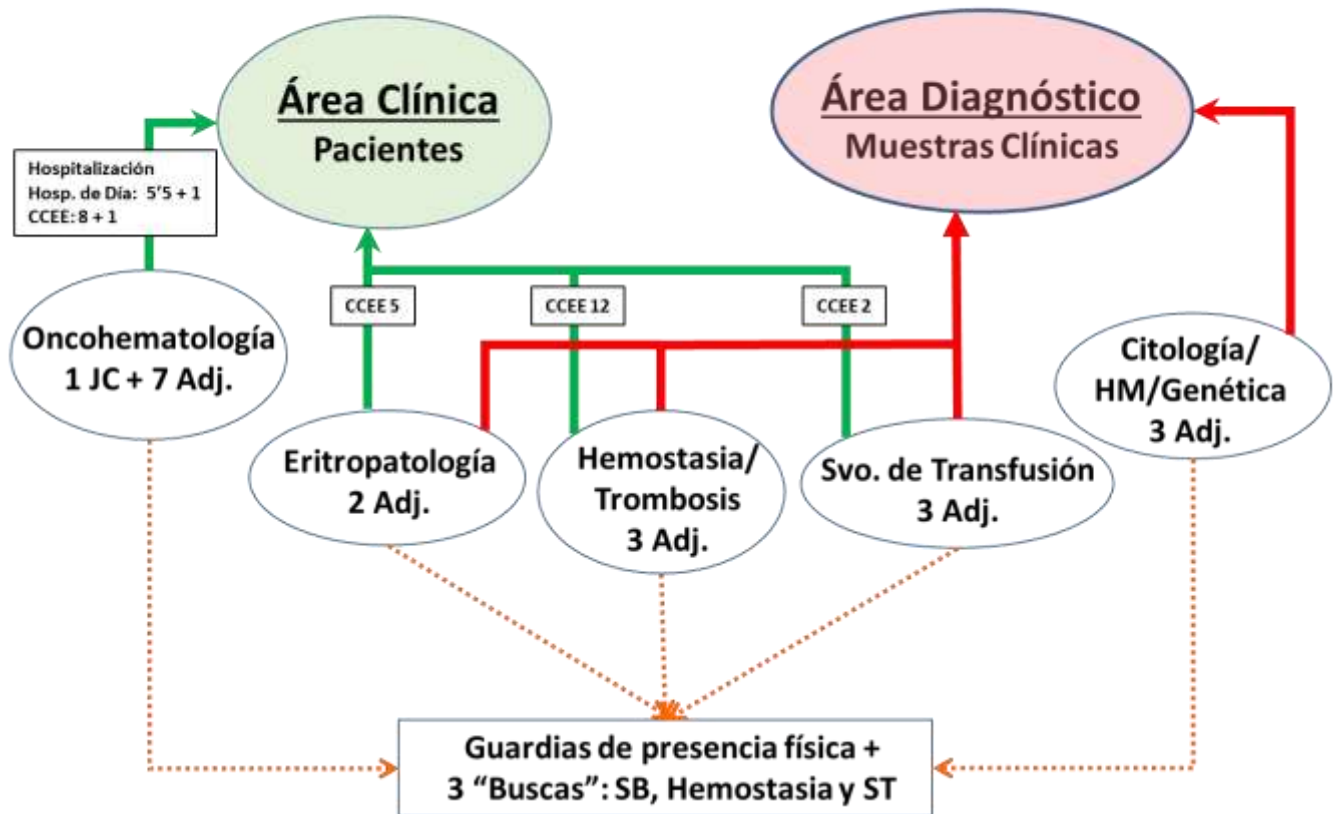 Área Clínica
Pacientes
Área Diagnóstico
Muestras Clínicas
Hospitalización
Hosp. de Día: 5'5 + 1
CCEE: 8 + 1
CCEE 5
CCEE 12
CCEE 2
Oncohematología
1 JC + 7 Adj.
Eritropatología
2 Adj.
Hemostasia/
Trombosis
3 Adj.
Svo. de Transfusión
3 Adj.
Citología/
HM/Genética
3 Adj.
Guardias de presencia física +
3 “Buscas”: SB, Hemostasia y ST